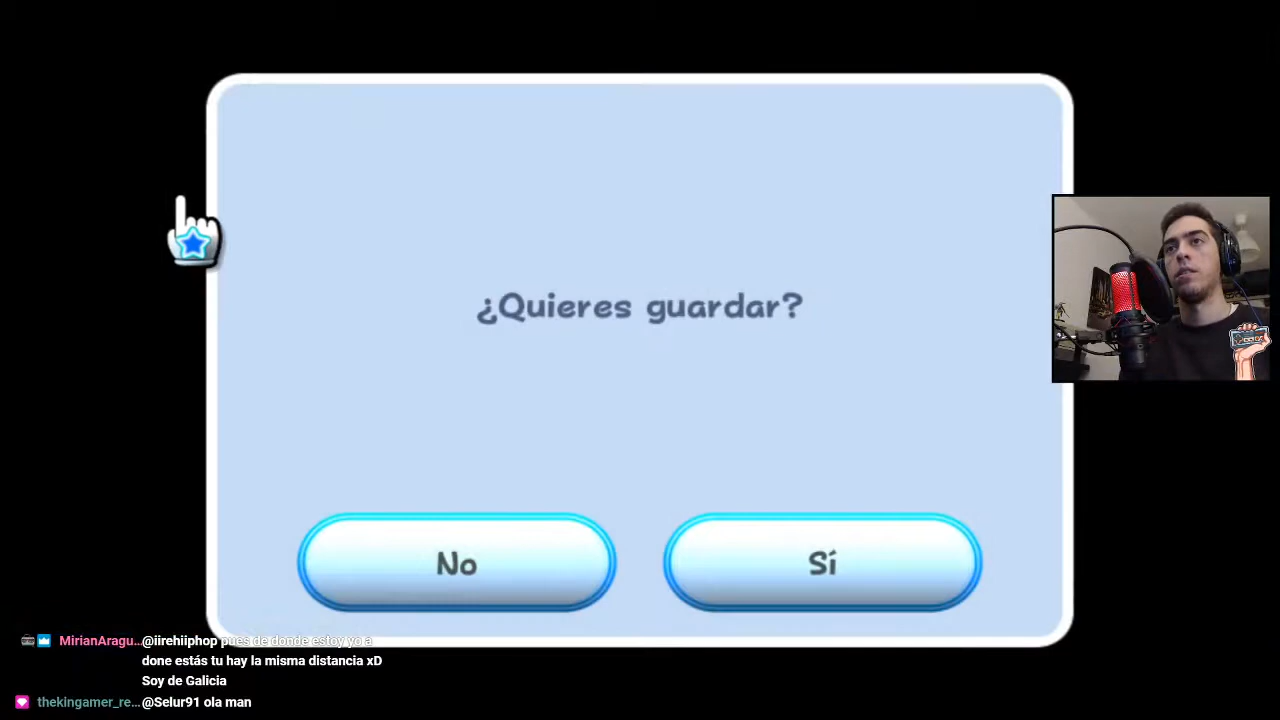 ¿Quieres guardar?
No
Sí
MirianAragu... @iirehiiphop pues de donde estoy yo a
done estás tu hay la misma distancia xD
Soy de Galicia
thekingamer_re... @Selur91 ola man